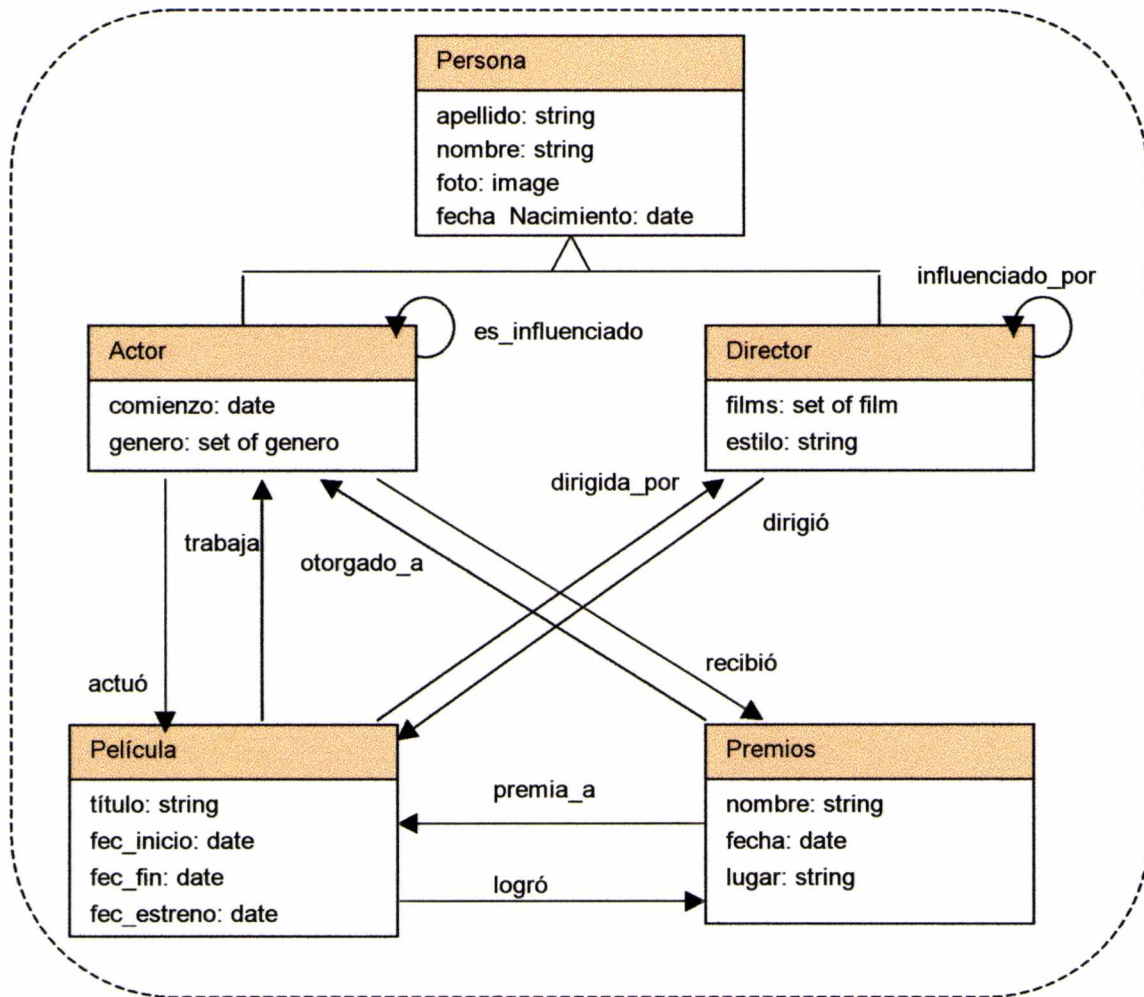 Persona
apellido: string
nombre: string
foto: image
fecha Nacimiento: date
influenciado_por
es_influenciado
Actor
comienzo: date
genero: set of genero
Director
films: set of film
estilo: string
dirigida_por
dirigió
trabaja
otorgado_a
recibió
actuó
Película
título: string
fec_inicio: date
fec_fin: date
fec_estreno: date
premia_a
logró
Premios
nombre: string
fecha: date
lugar: string